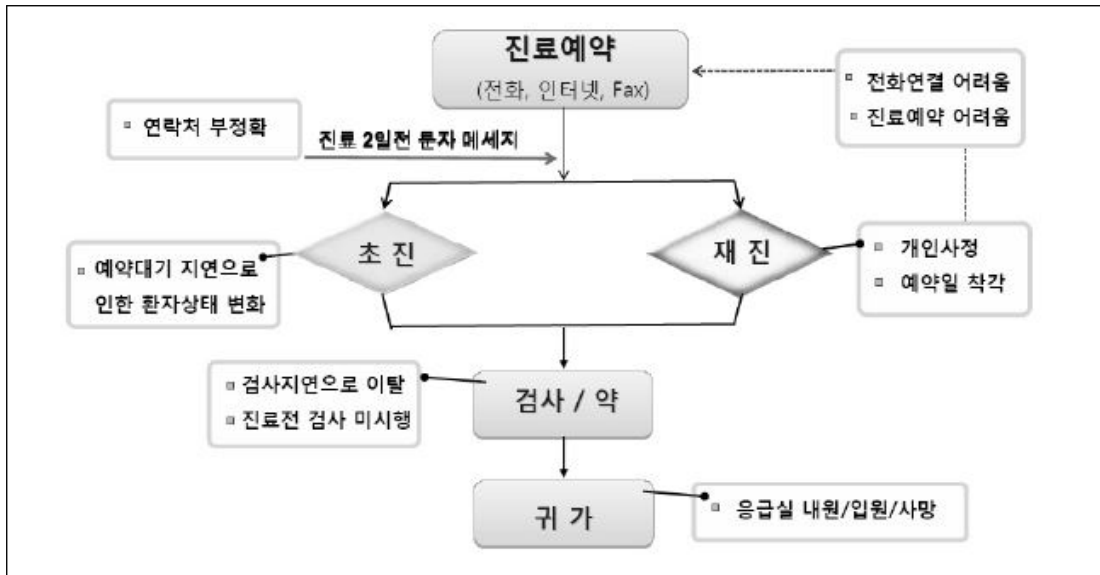 진료예약
(전화, 인터넷, Fax)
▫ 전화연결 어려움
▫ 진료예약 어려움
▫ 연락처 부정확
진료 2일전 문자 메세지
초 진
재 진
▫ 개인사정
▫ 예약일 착각
▫ 예약대기 지연으로
인한 환자상태 변화
▫ 검사지연으로 이탈
▫ 진료전 검사 미시행
검사 / 약
귀 가
▫ 응급실 내원/입원/사망